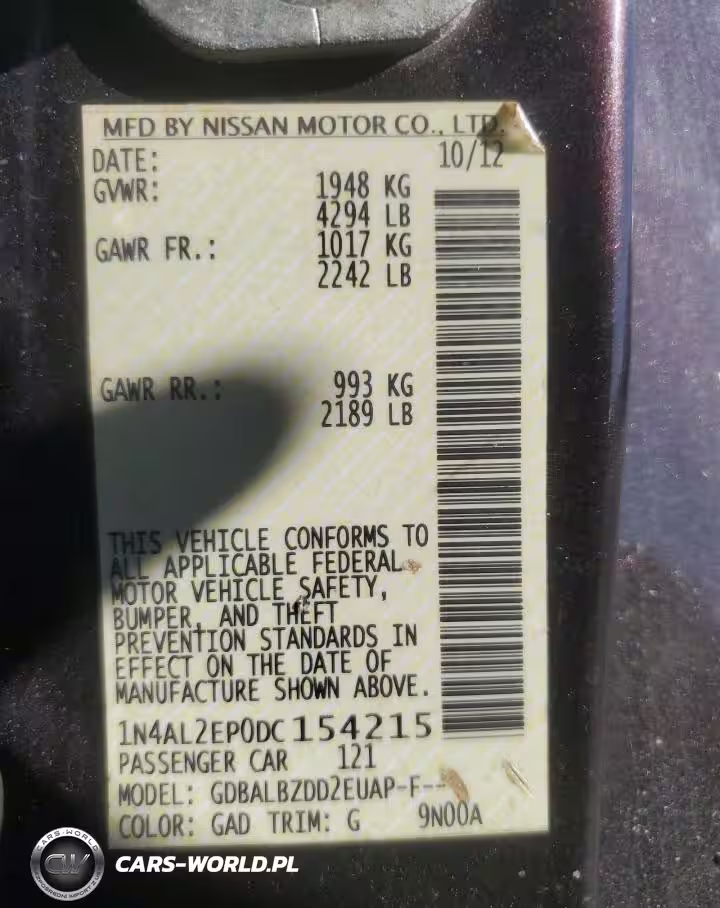 MFD BY NISSAN MOTOR CO., LTD.
DATE: 10/12
GVWR: 1948 KG
4294 LB
GAWR FR.: 1017 KG
2242 LB
GAWR RR.: 993 KG
2189 LB
THIS VEHICLE CONFORMS TO
ALL APPLICABLE FEDERAL
MOTOR VEHICLE SAFETY,
BUMPER, AND THEFT
PREVENTION STANDARDS IN
EFFECT ON THE DATE OF
MANUFACTURE SHOWN ABOVE.
1N4AL2EP0DC154215
PASSENGER CAR 121
MODEL: GDBALBZDD2EUAP-F--
COLOR: GAD TRIM: G 9N00A
CARS-WORLD
CW
CARS-WORLD.PL